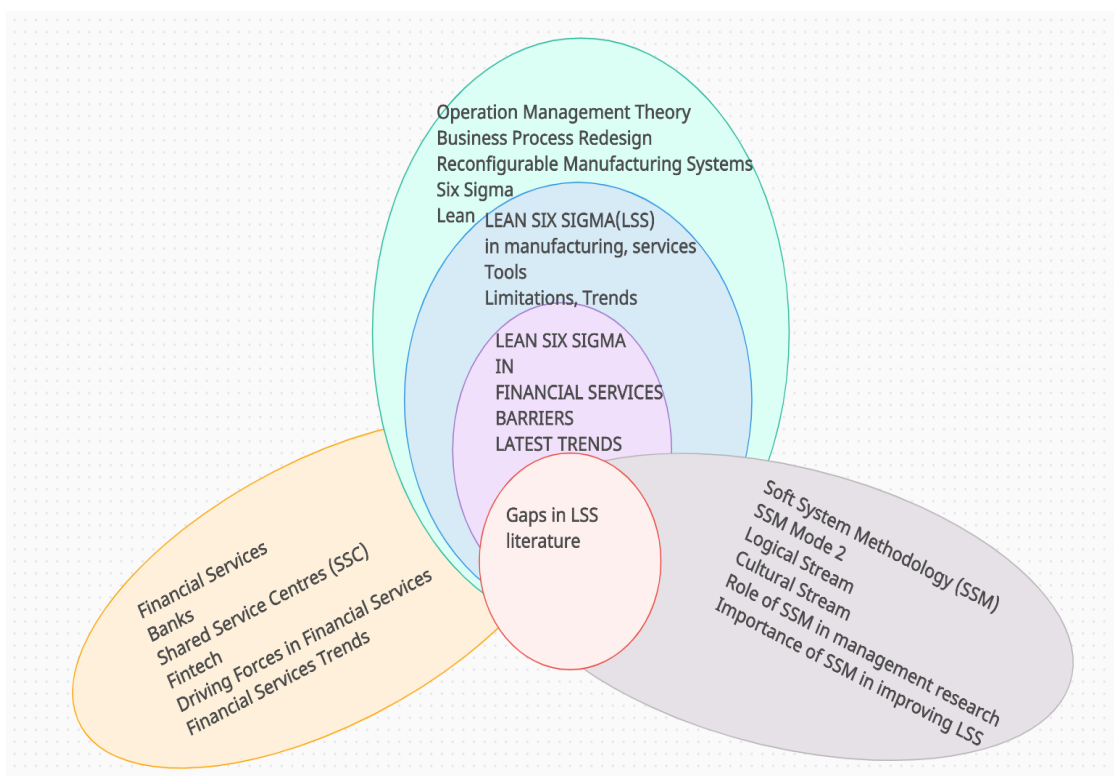 Operation Management Theory
Business Process Redesign
Reconfigurable Manufacturing Systems
Six Sigma
Lean
LEAN SIX SIGMA(LSS)
in manufacturing, services
Tools
Limitations, Trends
LEAN SIX SIGMA
IN
FINANCIAL SERVICES
BARRIERS
LATEST TRENDS
Gaps in LSS
literature
Financial Services
Banks
Shared Service Centres (SSC)
Fintech
Driving Forces in Financial Services
Financial Services Trends
Soft System Methodology (SSM)
SSM Mode 2
Logical Stream
Cultural Stream
Role of SSM in management research
Importance of SSM in improving LSS